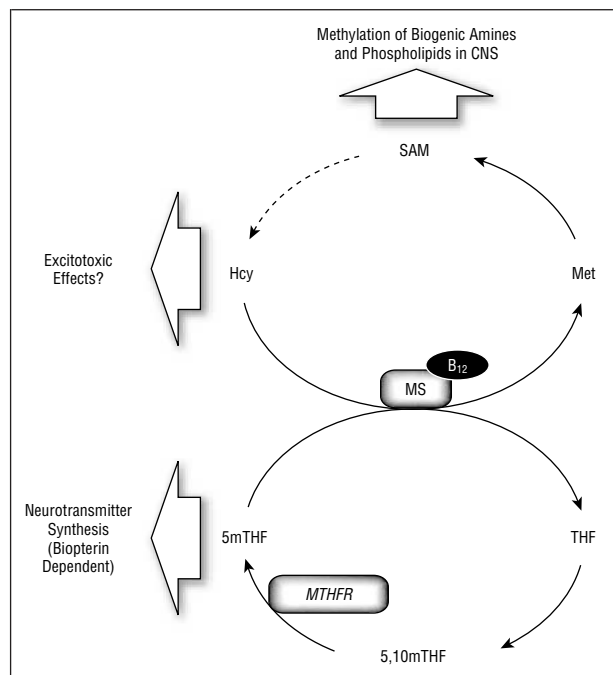 Methylation of Biogenic Amines
and Phospholipids in CNS
SAM
Excitotoxic
Effects?
Hcy
Met
B₁₂
MS
Neurotransmitter
Synthesis
(Biopterin
Dependent)
5mTHF
THF
MTHFR
5,10mTHF